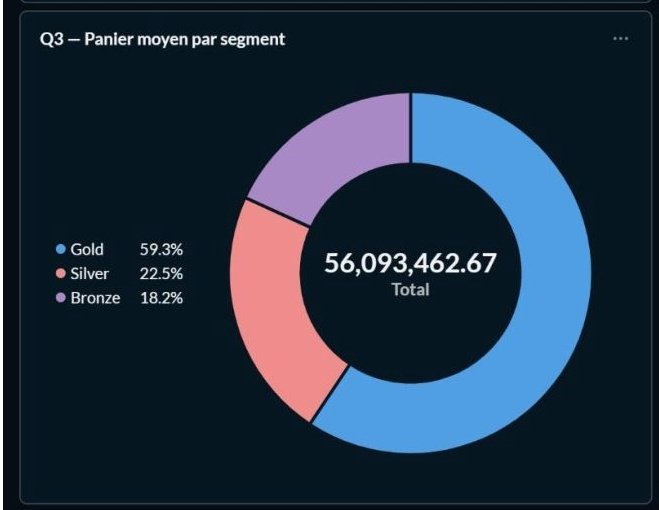 Q3 — Panier moyen par segment
Gold 59.3%
Silver 22.5%
Bronze 18.2%
56,093,462.67
Total